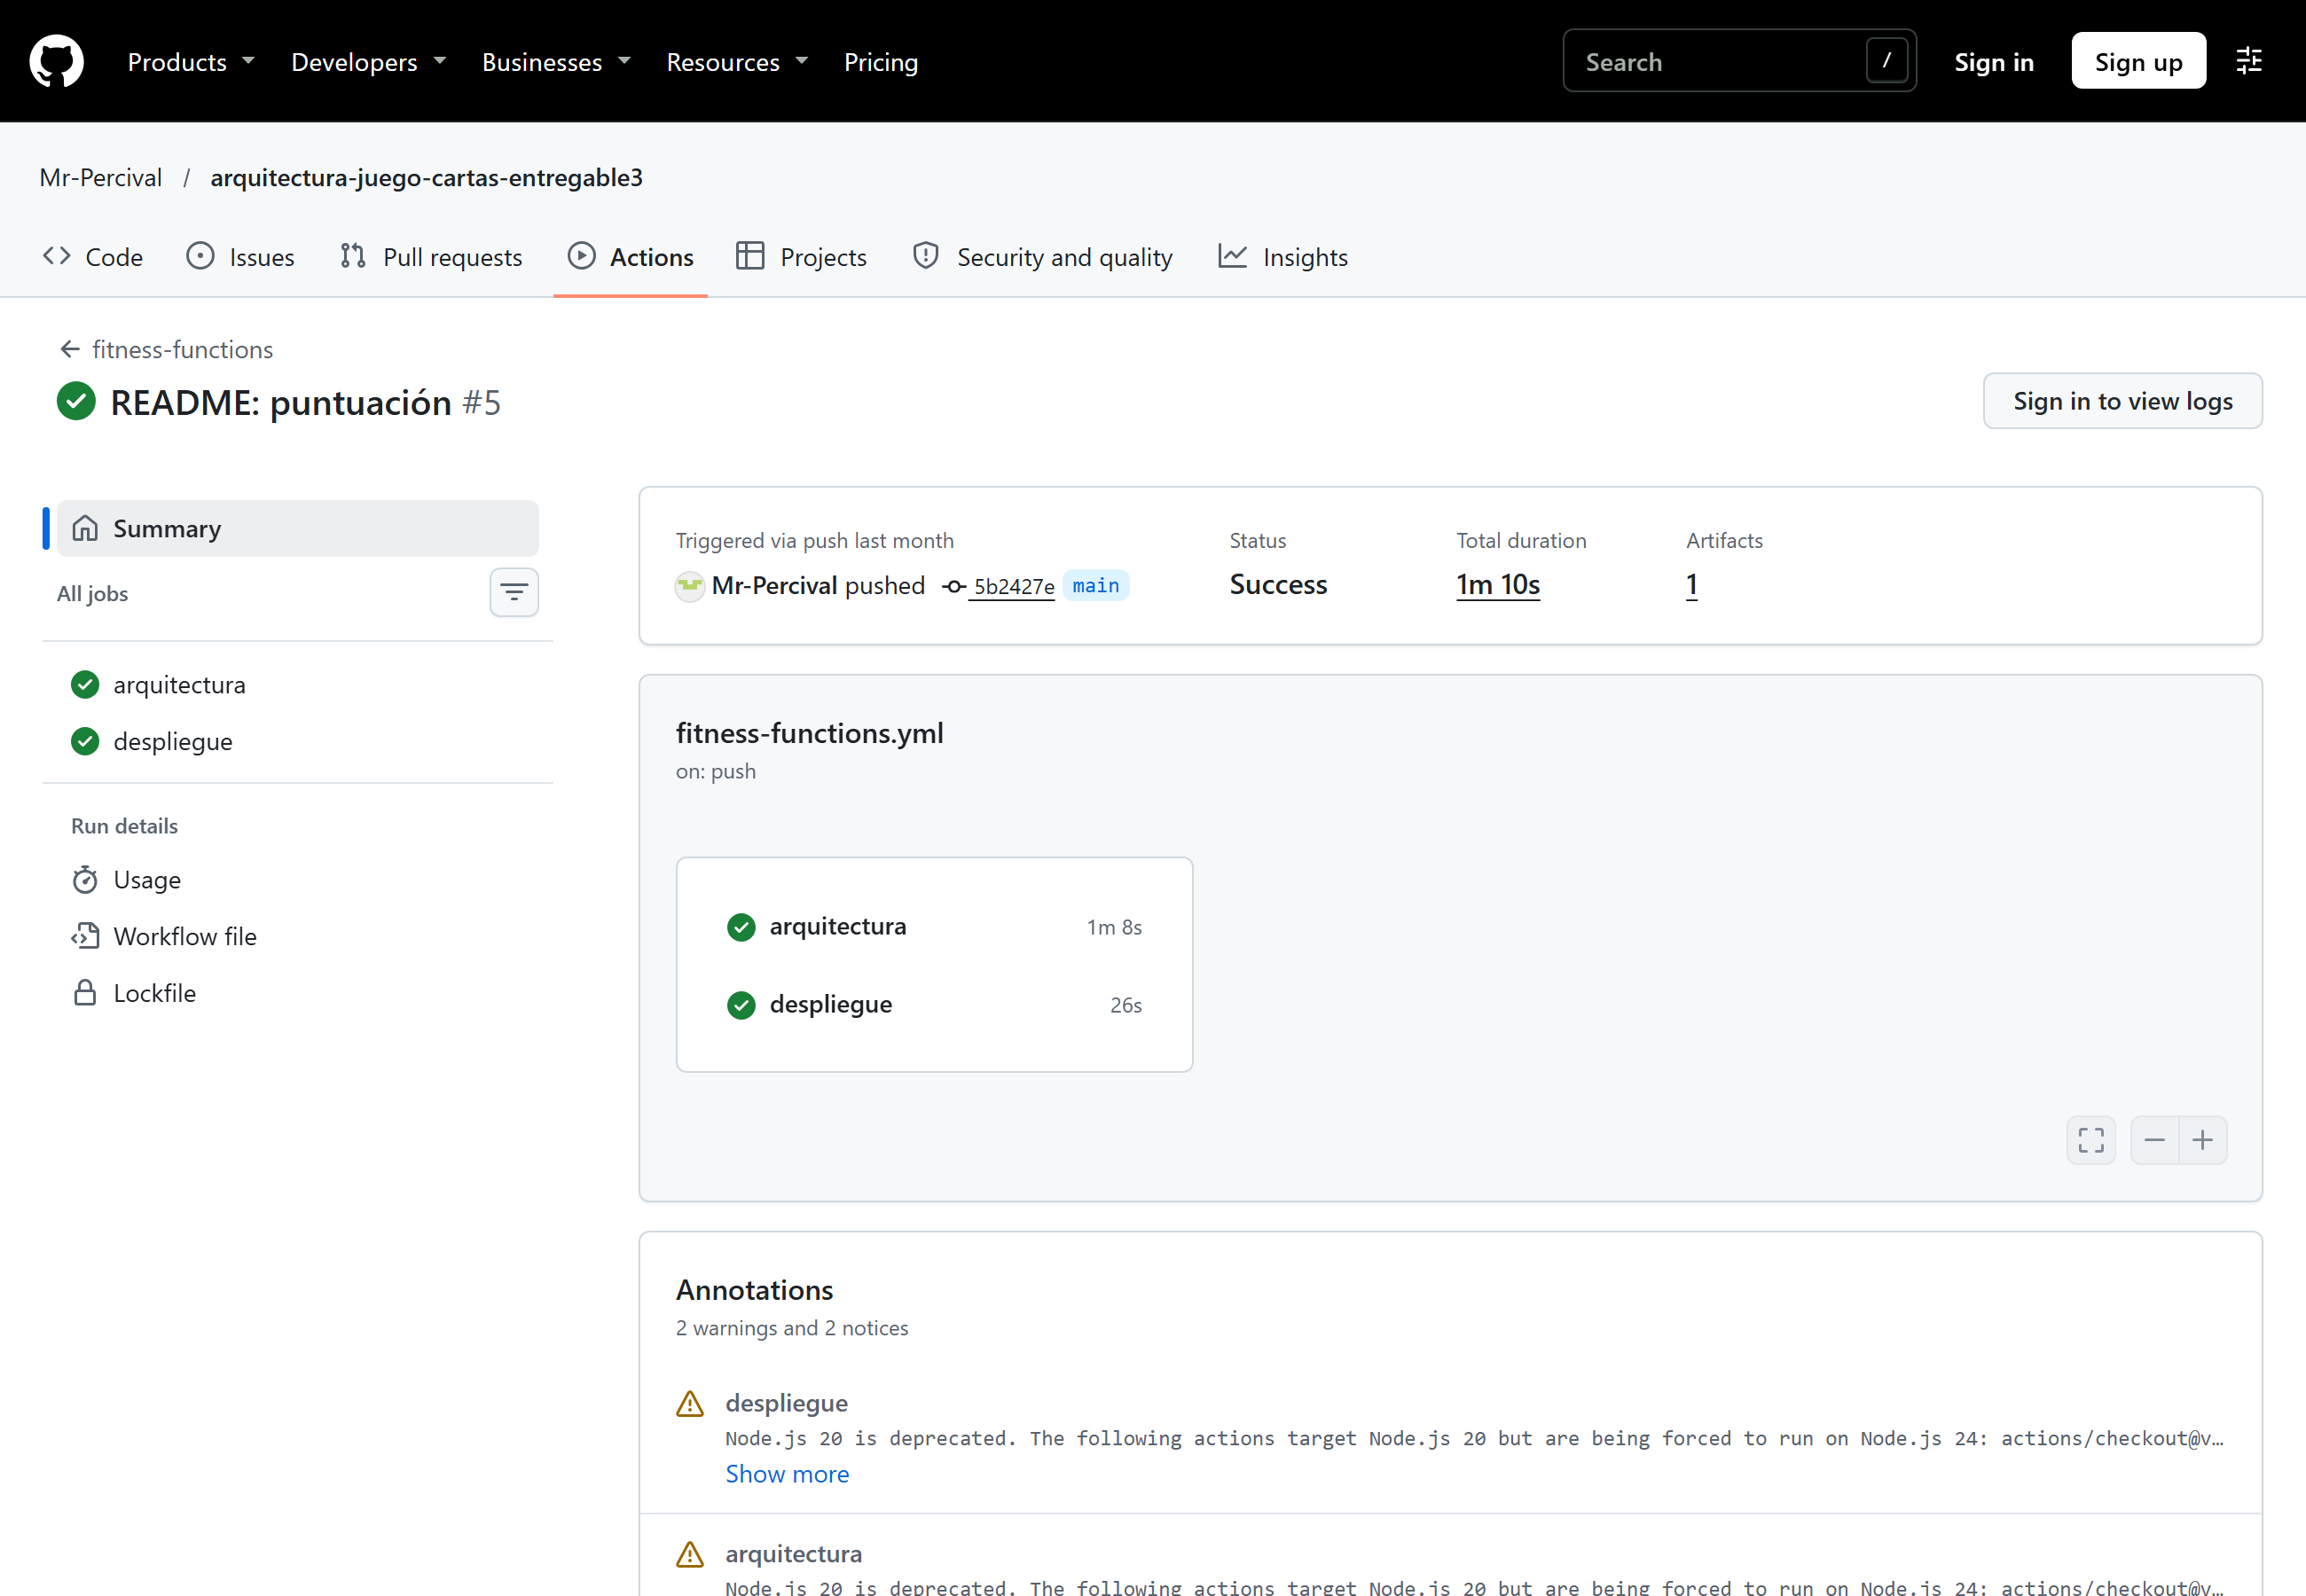 Products Developers Businesses Resources Pricing Search / Sign in Sign up
Mr-Percival / arquitectura-juego-cartas-entregable3
Code Issues Pull requests Actions Projects Security and quality Insights
fitness-functions
README: puntuación #5
Sign in to view logs
Summary
All jobs
arquitectura
despliegue
Run details
Usage
Workflow file
Lockfile
Triggered via push last month
Mr-Percival pushed 5b2427e main
Status
Success
Total duration
1m 10s
Artifacts
1
fitness-functions.yml
on: push
arquitectura 1m 8s
despliegue 26s
Annotations
2 warnings and 2 notices
despliegue
Node.js 20 is deprecated. The following actions target Node.js 20 but are being forced to run on Node.js 24: actions/checkout@v…
Show more
arquitectura
Node.js 20 is deprecated. The following actions target Node.js 20 but are being forced to run on Node.js 24: actions/checkout@v…